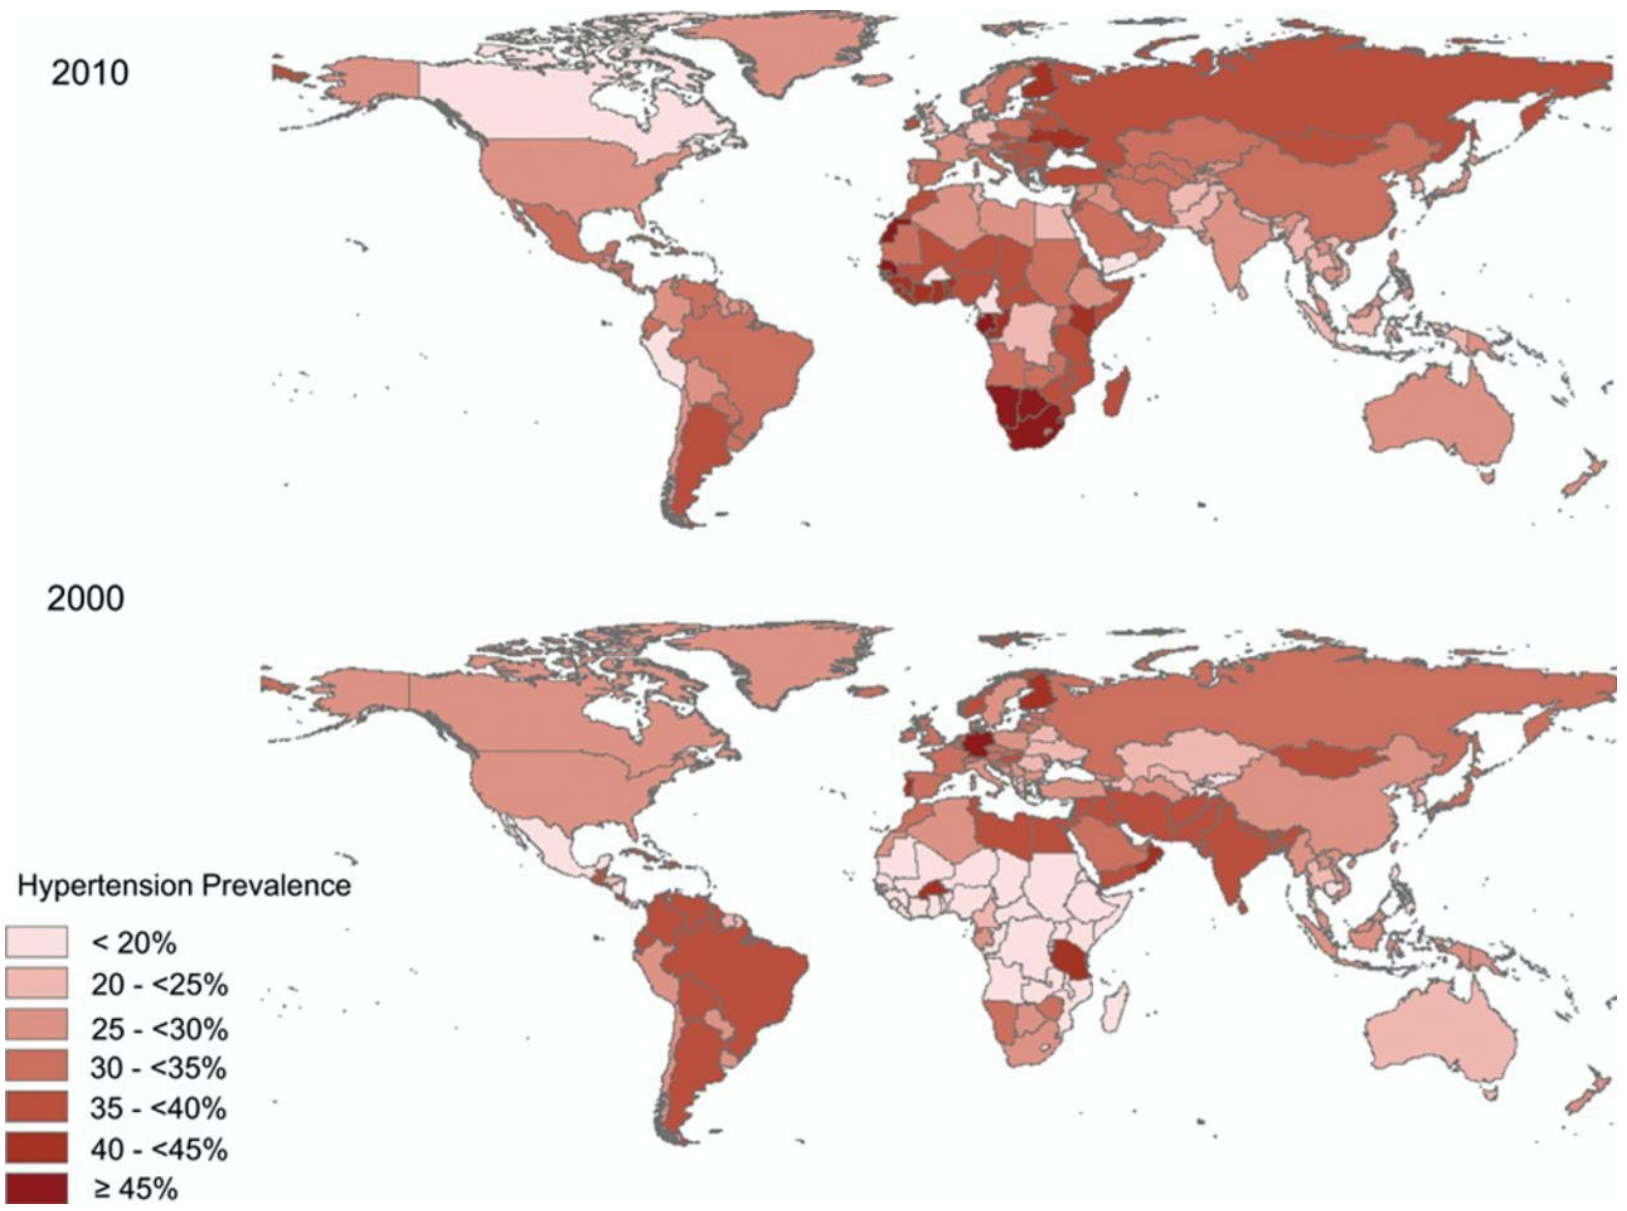 2010
2000
Hypertension Prevalence
< 20%
20 - <25%
25 - <30%
30 - <35%
35 - <40%
40 - <45%
≥ 45%